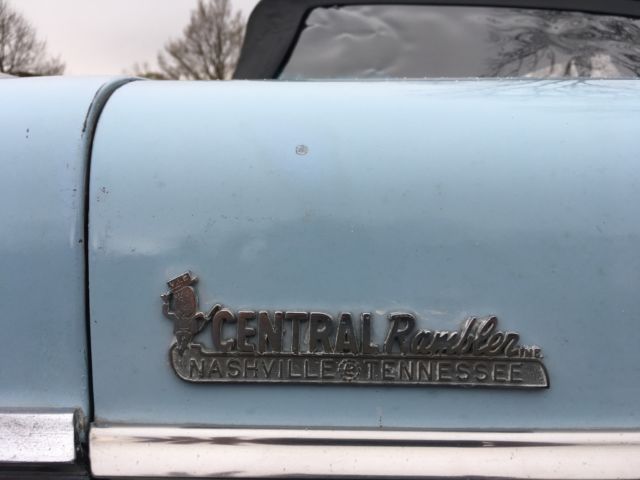 CENTRAL Rambler INC.
NASHVILLE TENNESSEE